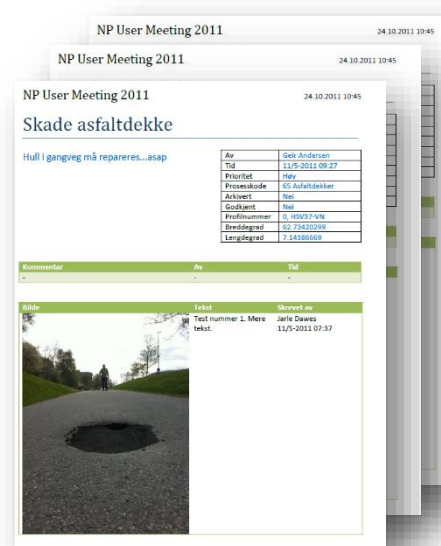 NP User Meeting 2011 24.10.2011 10:45
NP User Meeting 2011 24.10.2011 10:45
NP User Meeting 2011 24.10.2011 10:45
Skade asfaltdekke
Hull i gangveg må repareres...asap
Av Geir Andersen
Tid 11/5-2011 09:27
Prioritet Høy
Prosesskode 65 Asfaltdekker
Arkivert Nei
Godkjent Nei
Profilnummer 0, HSV37-VN
Breddegrad 62.73420299
Lengdegrad 7.14386669
Kommentar Av Tid
- - -
Bilde Tekst Skrevet av
Test nummer 1. Mere Jarle Dawes
tekst. 11/5-2011 07:37